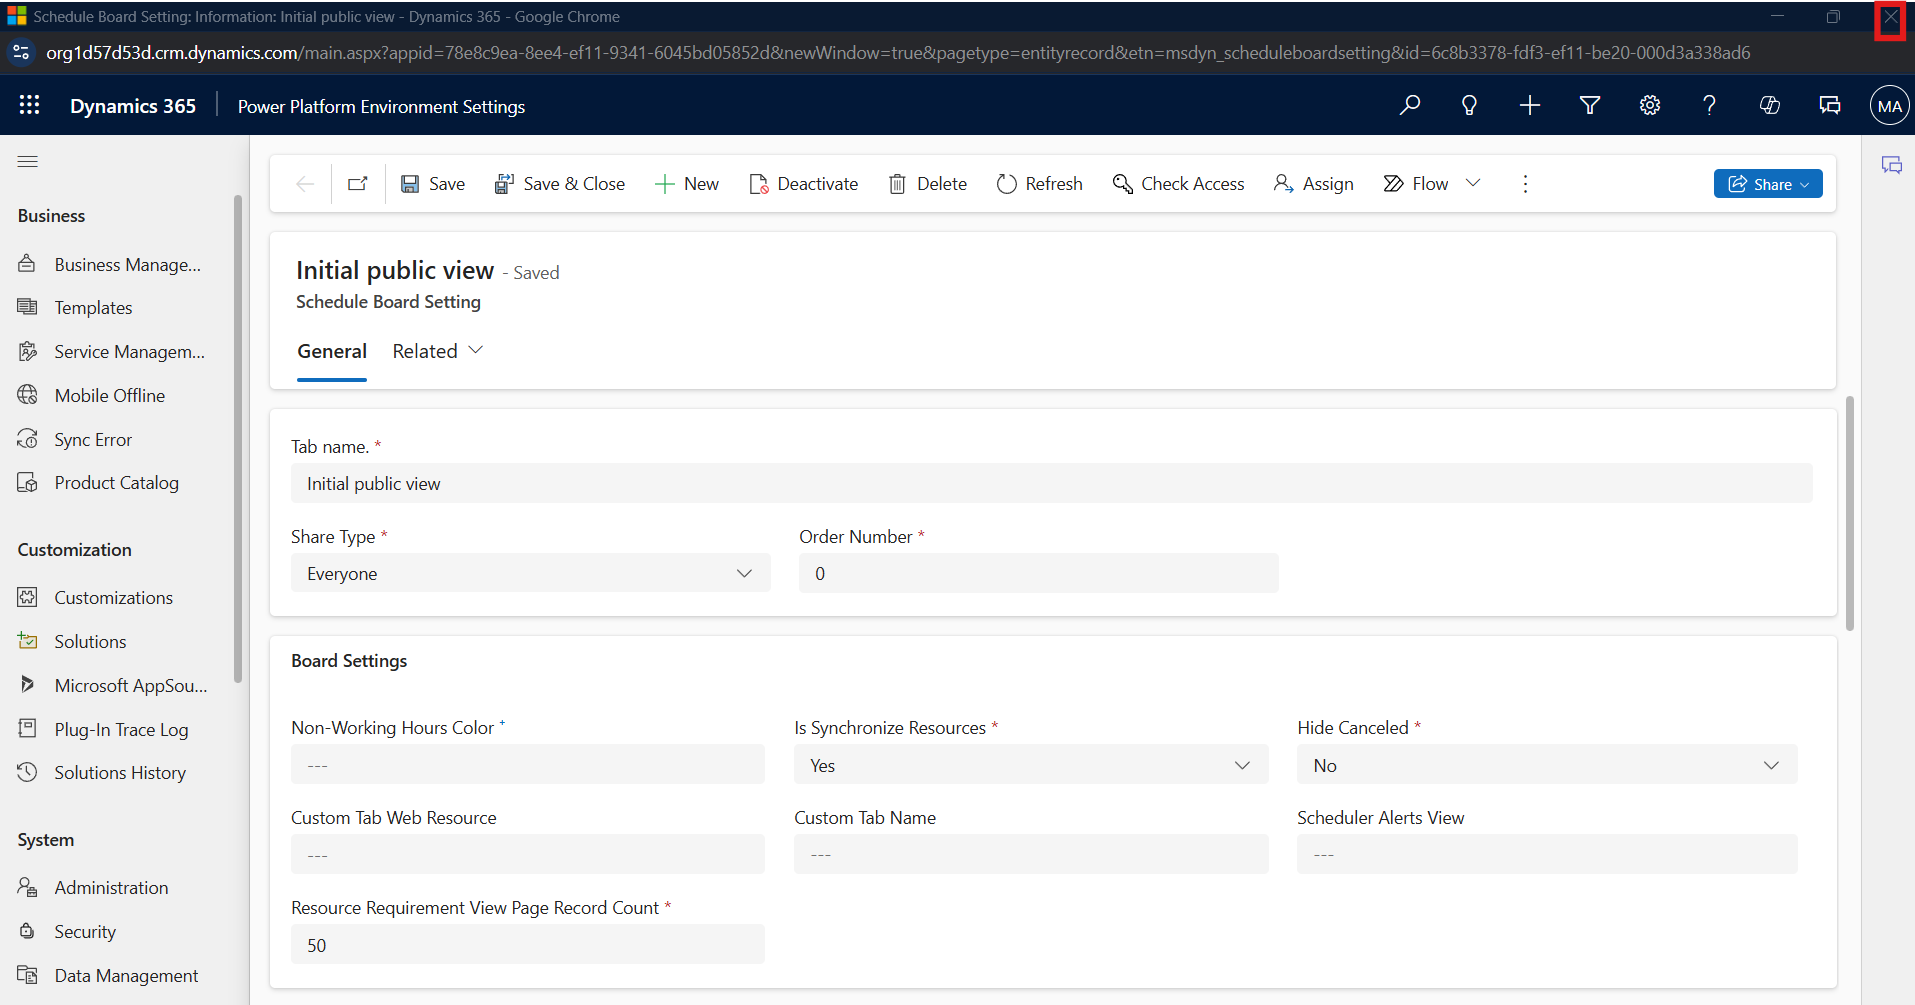 Schedule Board Setting: Information: Initial public view - Dynamics 365 - Google Chrome
org1d57d53d.crm.dynamics.com/main.aspx?appid=78e8c9ea-8ee4-ef11-9341-6045bd05852d&newWindow=true&pagetype=entityrecord&etn=msdyn_scheduleboardsetting&id=6c8b3378-fdf3-ef11-be20-000d3a338ad6
Dynamics 365 Power Platform Environment Settings MA
Save Save & Close New Deactivate Delete Refresh Check Access Assign Flow Share
Business
Business Manage...
Templates
Service Managem...
Mobile Offline
Sync Error
Product Catalog
Customization
Customizations
Solutions
Microsoft AppSou...
Plug-In Trace Log
Solutions History
System
Administration
Security
Data Management
Initial public view - Saved
Schedule Board Setting
General Related
Tab name. *
Initial public view
Share Type * Order Number *
Everyone 0
Board Settings
Non-Working Hours Color + Is Synchronize Resources * Hide Canceled *
--- Yes No
Custom Tab Web Resource Custom Tab Name Scheduler Alerts View
--- --- ---
Resource Requirement View Page Record Count *
50